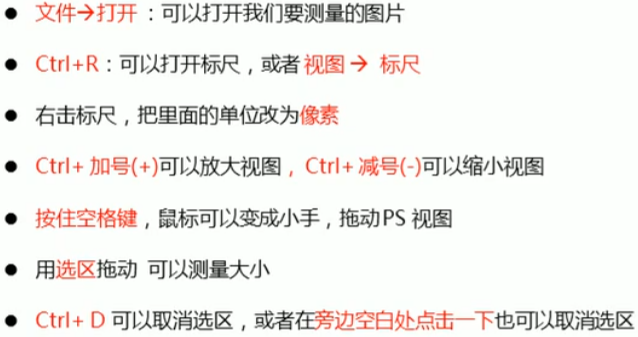 ● 文件→打开 ：可以打开我们要测量的图片
● Ctrl+R：可以打开标尺，或者 视图 → 标尺
● 右击标尺，把里面的单位改为像素
● Ctrl+ 加号(+)可以放大视图， Ctrl+ 减号(-)可以缩小视图
● 按住空格键，鼠标可以变成小手，拖动PS 视图
● 用选区拖动 可以测量大小
● Ctrl+ D 可以取消选区，或者在旁边空白处点击一下也可以取消选区